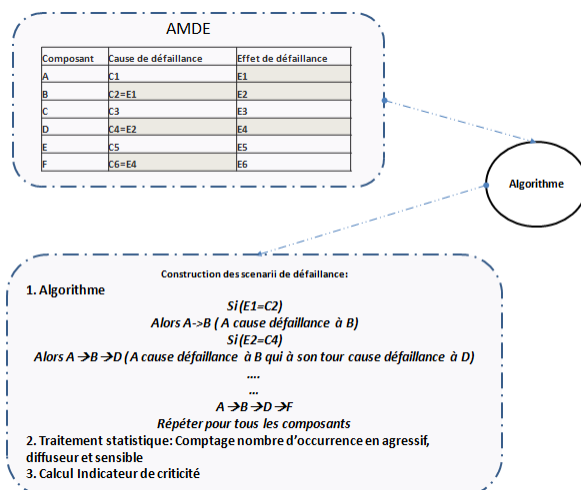 AMDE
Composant Cause de défaillance Effet de défaillance
A C1 E1
B C2=E1 E2
C C3 E3
D C4=E2 E4
E C5 E5
F C6=E4 E6
Algorithme
Construction des scenarii de défaillance:
1. Algorithme
Si(E1=C2)
Alors A->B ( A cause défaillance à B)
Si(E2=C4)
Alors A →B →D ( A cause défaillance à B qui à son tour cause défaillance à D)
....
...
A →B →D →F
Répéter pour tous les composants
2. Traitement statistique: Comptage nombre d'occurrence en agressif,
diffuseur et sensible
3. Calcul Indicateur de criticité